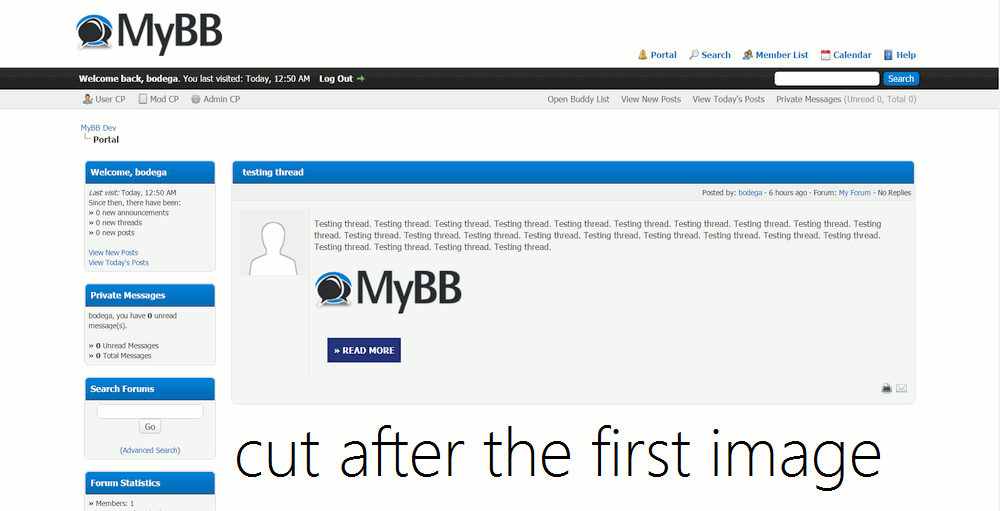 MyBB
Portal Search Member List Calendar Help
Welcome back, bodega. You last visited: Today, 12:50 AM Log Out
Search
User CP Mod CP Admin CP
Open Buddy List View New Posts View Today's Posts Private Messages (Unread 0, Total 0)
MyBB Dev
Portal
Welcome, bodega
Last visit: Today, 12:50 AM
Since then, there have been:
» 0 new announcements
» 0 new threads
» 0 new posts
View New Posts
View Today's Posts
Private Messages
bodega, you have 0 unread
message(s).
» 0 Unread Messages
» 0 Total Messages
Search Forums
Go
(Advanced Search)
Forum Statistics
» Members: 1
testing thread
Posted by: bodega - 6 hours ago - Forum: My Forum - No Replies
Testing thread. Testing thread. Testing thread. Testing thread. Testing thread. Testing thread. Testing thread. Testing thread. Testing thread. Testing
thread. Testing thread. Testing thread. Testing thread. Testing thread. Testing thread. Testing thread. Testing thread. Testing thread. Testing thread.
Testing thread. Testing thread. Testing thread. Testing thread.
MyBB
» READ MORE
cut after the first image